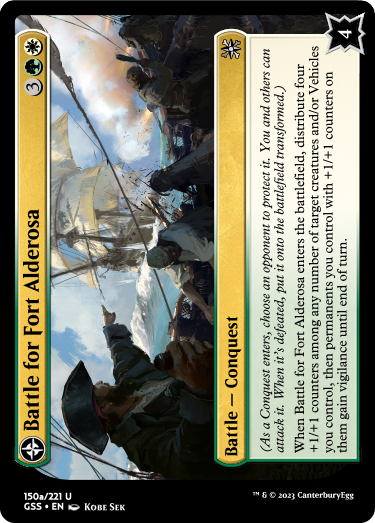 Battle for Fort Alderosa
3
Battle — Conquest
(As a Conquest enters, choose an opponent to protect it. You and others can
attack it. When it's defeated, put it onto the battlefield transformed.)
When Battle for Fort Alderosa enters the battlefield, distribute four
+1/+1 counters among any number of target creatures and/or Vehicles
you control, then permanents you control with +1/+1 counters on
them gain vigilance until end of turn.
4
150a/221 U
GSS • EN Kobe Sek
™ & © 2023 CanterburyEgg